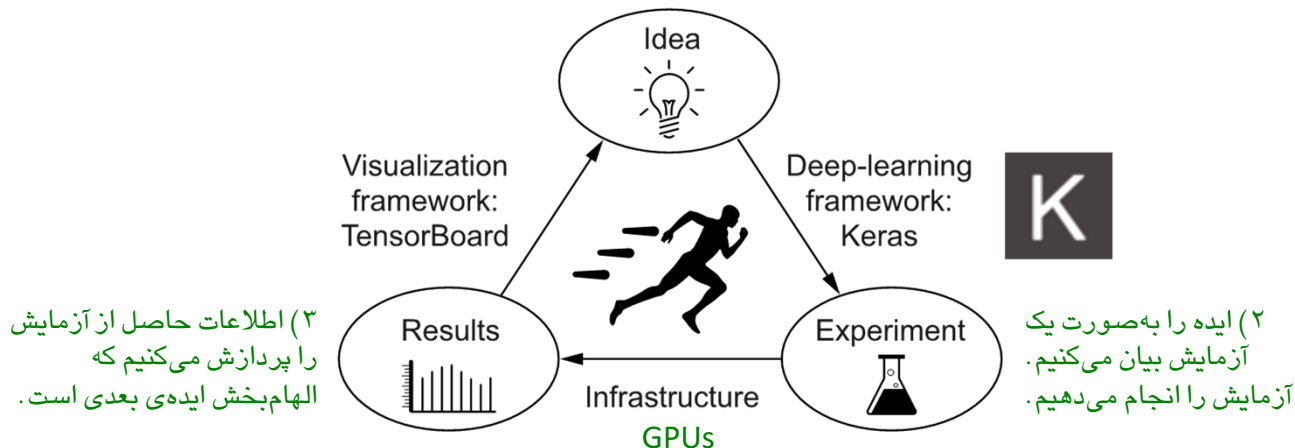 Idea
Visualization
framework:
TensorBoard
Deep-learning
framework:
Keras
K
۳) اطلاعات حاصل از آزمایش
را پردازش می‌کنیم که
الهام‌بخش ایده‌ی بعدی است.
Results
Experiment
۲) ایده را به‌صورت یک
آزمایش بیان می‌کنیم.
آزمایش را انجام می‌دهیم.
Infrastructure
GPUs